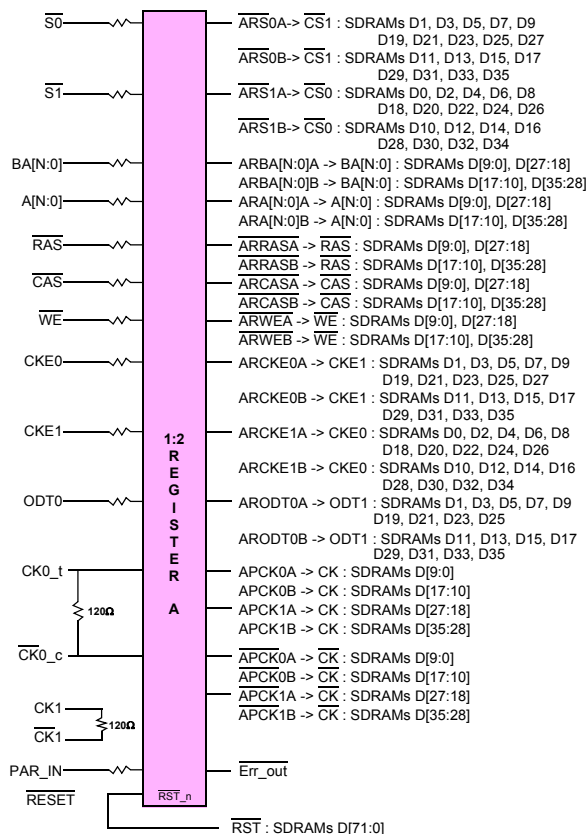 S0
ARS0A-> CS1 : SDRAMs D1, D3, D5, D7, D9
D19, D21, D23, D25, D27
ARS0B-> CS1 : SDRAMs D11, D13, D15, D17
D29, D31, D33, D35
S1
ARS1A-> CS0 : SDRAMs D0, D2, D4, D6, D8
D18, D20, D22, D24, D26
ARS1B-> CS0 : SDRAMs D10, D12, D14, D16
D28, D30, D32, D34
BA[N:0]
ARBA[N:0]A -> BA[N:0] : SDRAMs D[9:0], D[27:18]
ARBA[N:0]B -> BA[N:0] : SDRAMs D[17:10], D[35:28]
A[N:0]
ARA[N:0]A -> A[N:0] : SDRAMs D[9:0], D[27:18]
ARA[N:0]B -> A[N:0] : SDRAMs D[17:10], D[35:28]
RAS
ARRASA -> RAS : SDRAMs D[9:0], D[27:18]
ARRASB -> RAS : SDRAMs D[17:10], D[35:28]
CAS
ARCASA -> CAS : SDRAMs D[9:0], D[27:18]
ARCASB -> CAS : SDRAMs D[17:10], D[35:28]
WE
ARWEA -> WE : SDRAMs D[9:0], D[27:18]
ARWEB -> WE : SDRAMs D[17:10], D[35:28]
CKE0
ARCKE0A -> CKE1 : SDRAMs D1, D3, D5, D7, D9
D19, D21, D23, D25, D27
ARCKE0B -> CKE1 : SDRAMs D11, D13, D15, D17
D29, D31, D33, D35
CKE1
ARCKE1A -> CKE0 : SDRAMs D0, D2, D4, D6, D8
D18, D20, D22, D24, D26
ARCKE1B -> CKE0 : SDRAMs D10, D12, D14, D16
D28, D30, D32, D34
1:2
R
E
G
I
S
T
E
R
A
ODT0
ARODT0A -> ODT1 : SDRAMs D1, D3, D5, D7, D9
D19, D21, D23, D25
ARODT0B -> ODT1 : SDRAMs D11, D13, D15, D17
D29, D31, D33, D35
CK0_t
APCK0A -> CK : SDRAMs D[9:0]
APCK0B -> CK : SDRAMs D[17:10]
APCK1A -> CK : SDRAMs D[27:18]
APCK1B -> CK : SDRAMs D[35:28]
120Ω
CK0_c
APCK0A -> CK : SDRAMs D[9:0]
APCK0B -> CK : SDRAMs D[17:10]
APCK1A -> CK : SDRAMs D[27:18]
APCK1B -> CK : SDRAMs D[35:28]
CK1
120Ω
CK1
PAR_IN
Err_out
RESET
RST_n
RST : SDRAMs D[71:0]